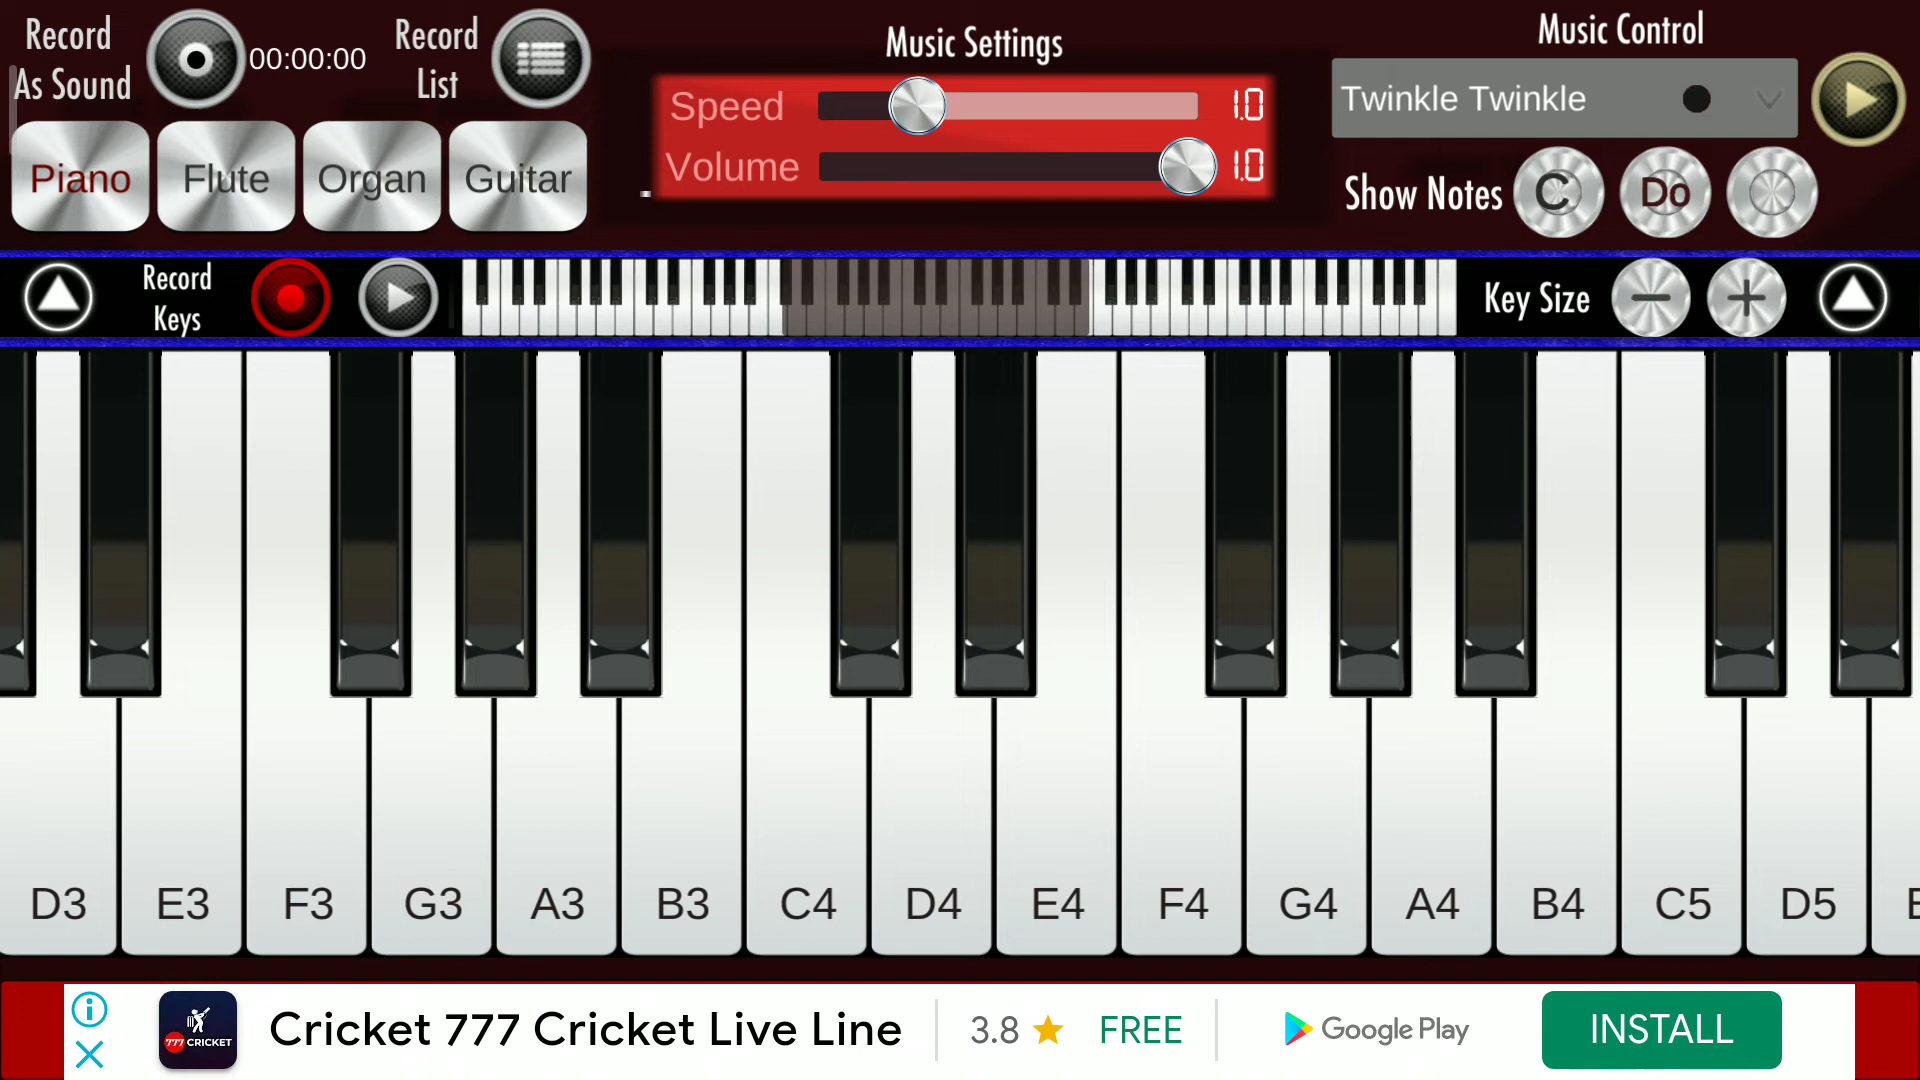 Record
As Sound
00:00:00
Record
List
Music Settings
Music Control
Speed
1.0
Volume
1.0
Twinkle Twinkle
Piano
Flute
Organ
Guitar
Show Notes
C
Do
Record
Keys
Key Size
D3
E3
F3
G3
A3
B3
C4
D4
E4
F4
G4
A4
B4
C5
D5
777 CRICKET
Cricket 777 Cricket Live Line
3.8
FREE
Google Play
INSTALL